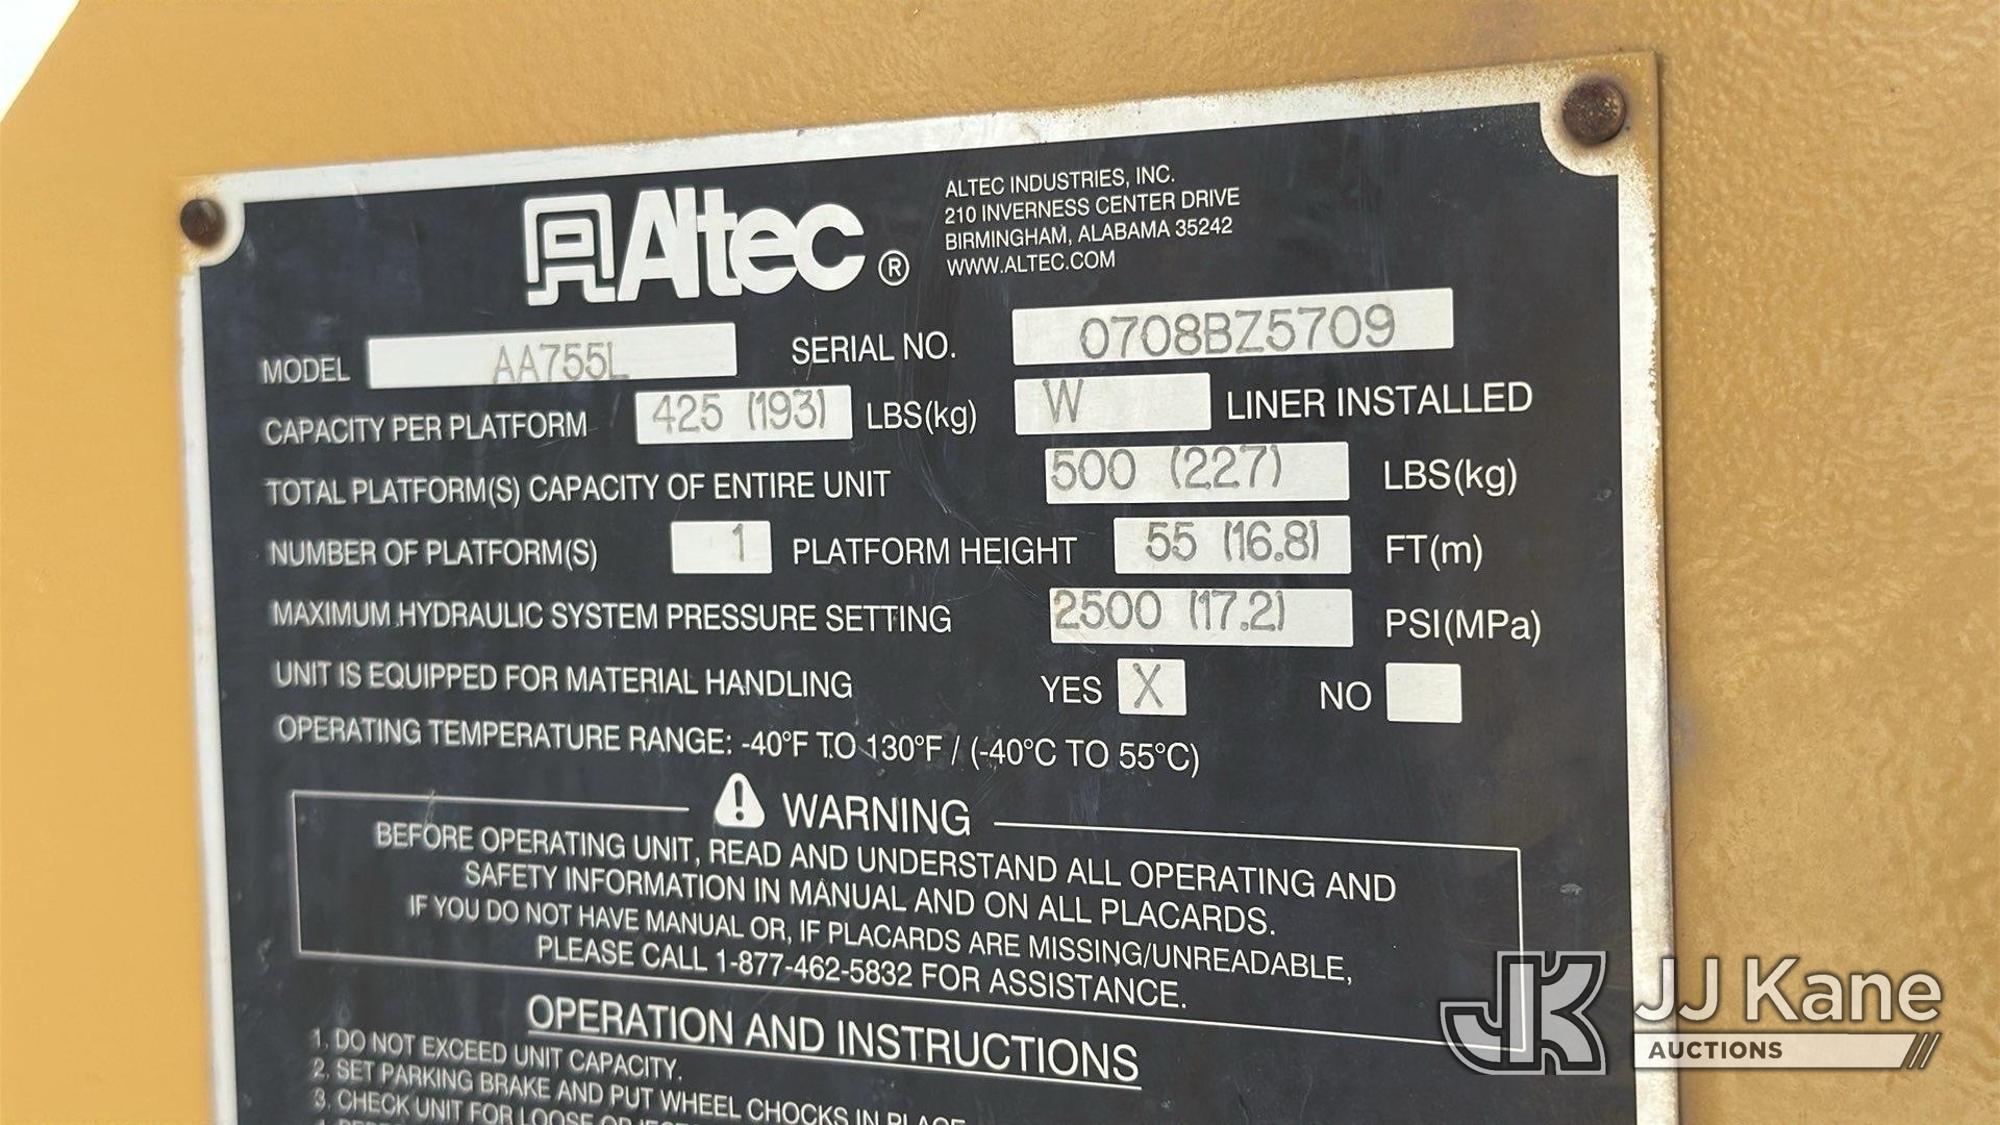 Altec®
ALTEC INDUSTRIES, INC.
210 INVERNESS CENTER DRIVE
BIRMINGHAM, ALABAMA 35242
WWW.ALTEC.COM
MODEL AA755L SERIAL NO. 0708BZ5709
CAPACITY PER PLATFORM 425 (193) LBS(kg) W LINER INSTALLED
TOTAL PLATFORM(S) CAPACITY OF ENTIRE UNIT 500 (227) LBS(kg)
NUMBER OF PLATFORM(S) 1 PLATFORM HEIGHT 55 (16.8) FT(m)
MAXIMUM HYDRAULIC SYSTEM PRESSURE SETTING 2500 (17.2) PSI(MPa)
UNIT IS EQUIPPED FOR MATERIAL HANDLING YES X NO
OPERATING TEMPERATURE RANGE: -40°F TO 130°F / (-40°C TO 55°C)
WARNING
BEFORE OPERATING UNIT, READ AND UNDERSTAND ALL OPERATING AND
SAFETY INFORMATION IN MANUAL AND ON ALL PLACARDS.
IF YOU DO NOT HAVE MANUAL OR, IF PLACARDS ARE MISSING/UNREADABLE,
PLEASE CALL 1-877-462-5832 FOR ASSISTANCE.
OPERATION AND INSTRUCTIONS
1. DO NOT EXCEED UNIT CAPACITY.
2. SET PARKING BRAKE AND PUT WHEEL CHOCKS IN PLACE
3. CHECK UNIT FOR LOOSE
JK JJ Kane
AUCTIONS